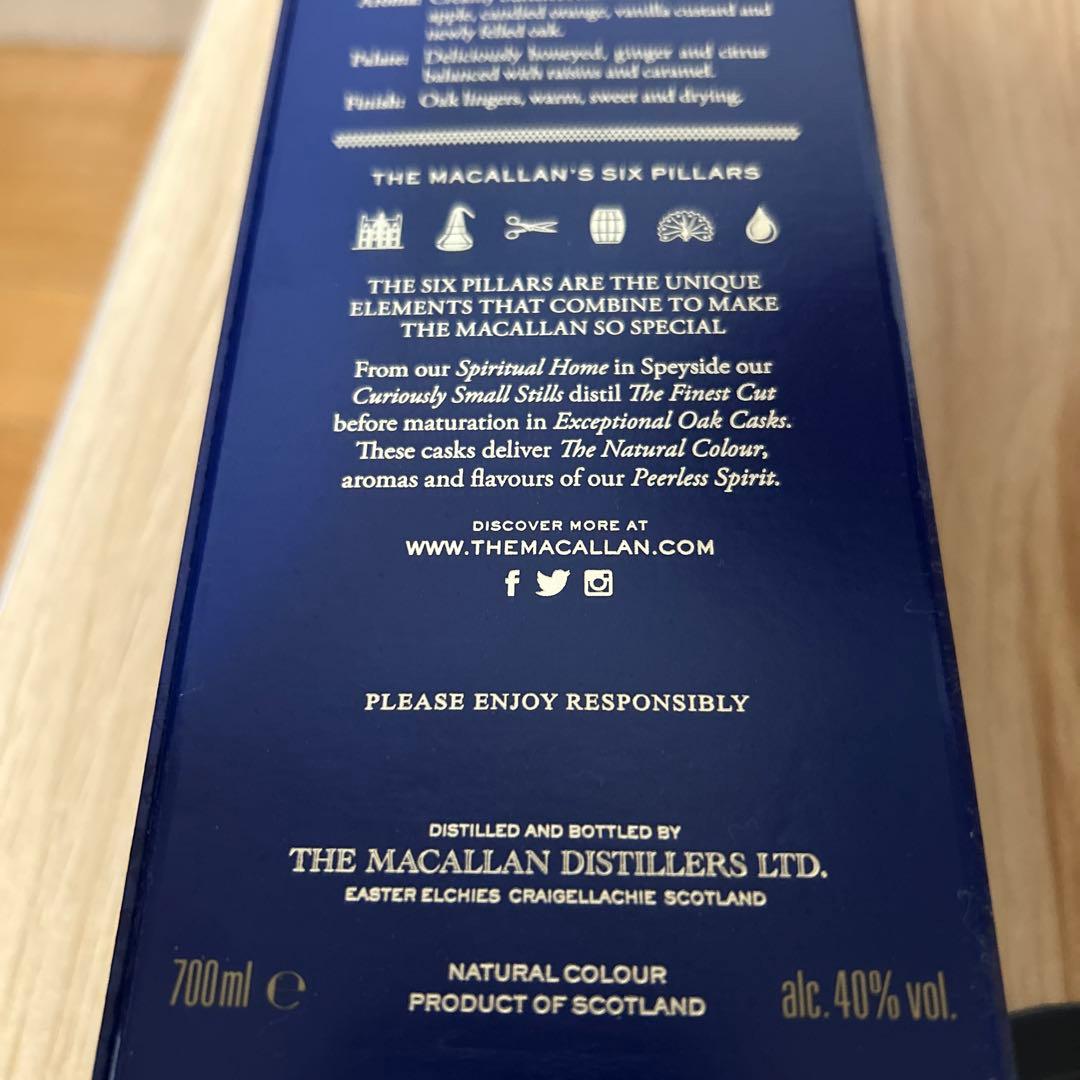 Aroma: Creamy
apple, candied orange, vanilla custard and
newly felled oak.
Palate: Deliciously honeyed, ginger and citrus
balanced with raisins and caramel.
Finish: Oak lingers, warm, sweet and drying.
THE MACALLAN'S SIX PILLARS
THE SIX PILLARS ARE THE UNIQUE
ELEMENTS THAT COMBINE TO MAKE
THE MACALLAN SO SPECIAL
From our Spiritual Home in Speyside our
Curiously Small Stills distil The Finest Cut
before maturation in Exceptional Oak Casks.
These casks deliver The Natural Colour,
aromas and flavours of our Peerless Spirit.
DISCOVER MORE AT
WWW.THEMACALLAN.COM
PLEASE ENJOY RESPONSIBLY
DISTILLED AND BOTTLED BY
THE MACALLAN DISTILLERS LTD.
EASTER ELCHIES CRAIGELLACHIE SCOTLAND
700ml e
NATURAL COLOUR
PRODUCT OF SCOTLAND
alc. 40% vol.